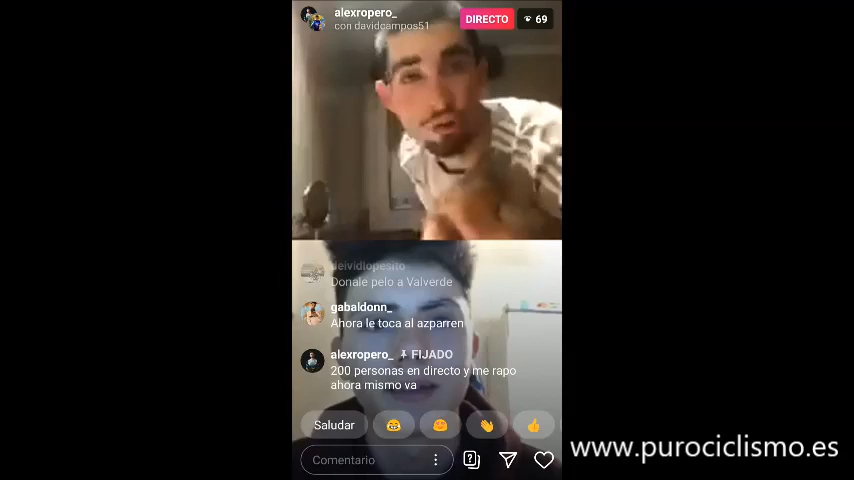 alexropero_
con davidcampos51
DIRECTO
69
deividlopesito
Donale pelo a Valverde
gabaldonn_
Ahora le toca al azparren
alexropero_ FIJADO
200 personas en directo y me rapo
ahora mismo va
Saludar
Comentario
www.purociclismo.es